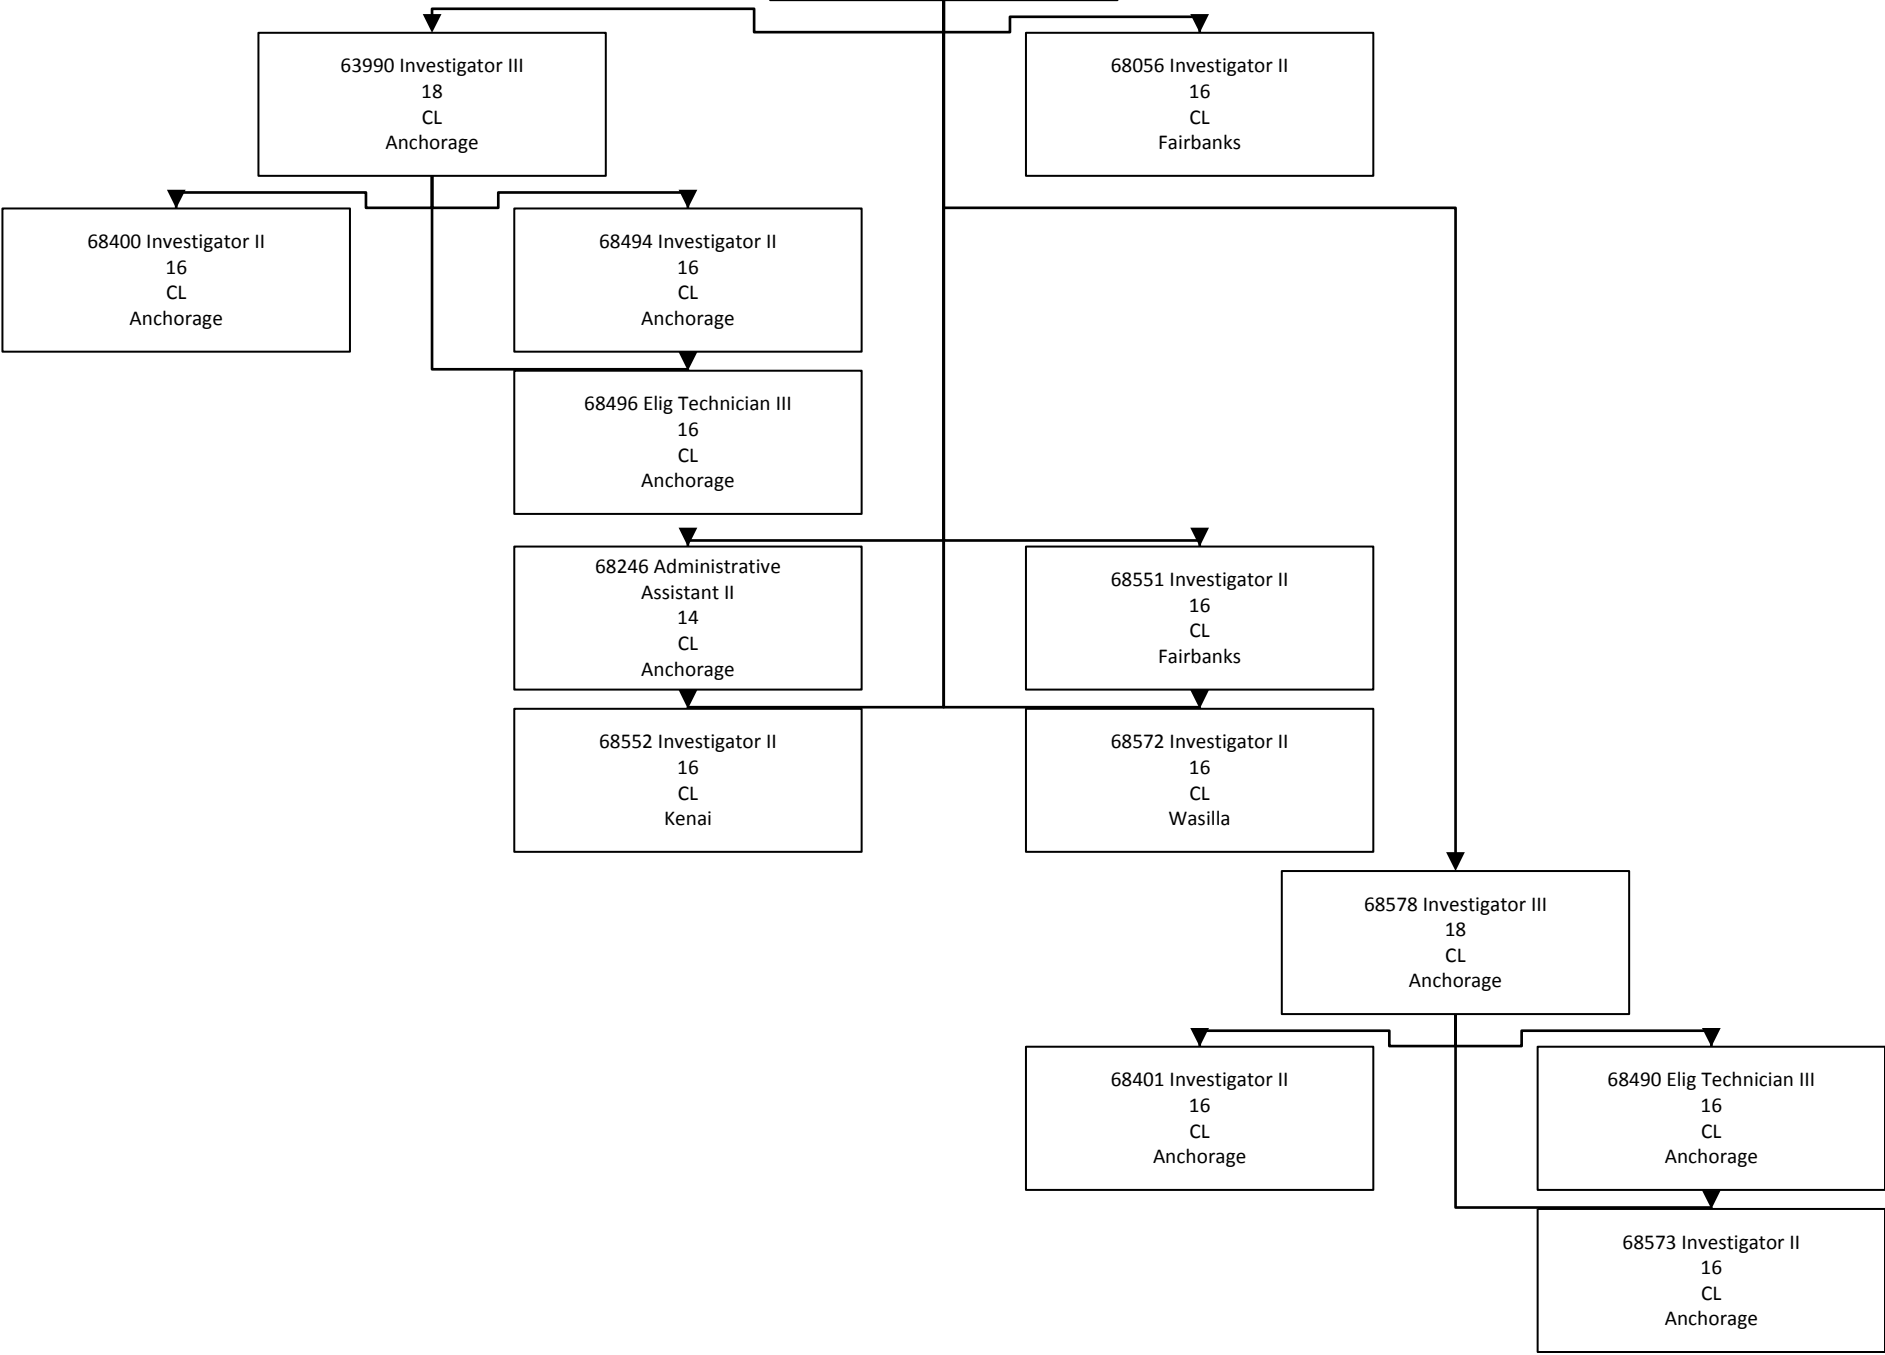 63990 Investigator III
18
CL
Anchorage
68056 Investigator II
16
CL
Fairbanks
68400 Investigator II
16
CL
Anchorage
68494 Investigator II
16
CL
Anchorage
68496 Elig Technician III
16
CL
Anchorage
68246 Administrative
Assistant II
14
CL
Anchorage
68551 Investigator II
16
CL
Fairbanks
68552 Investigator II
16
CL
Kenai
68572 Investigator II
16
CL
Wasilla
68578 Investigator III
18
CL
Anchorage
68401 Investigator II
16
CL
Anchorage
68490 Elig Technician III
16
CL
Anchorage
68573 Investigator II
16
CL
Anchorage